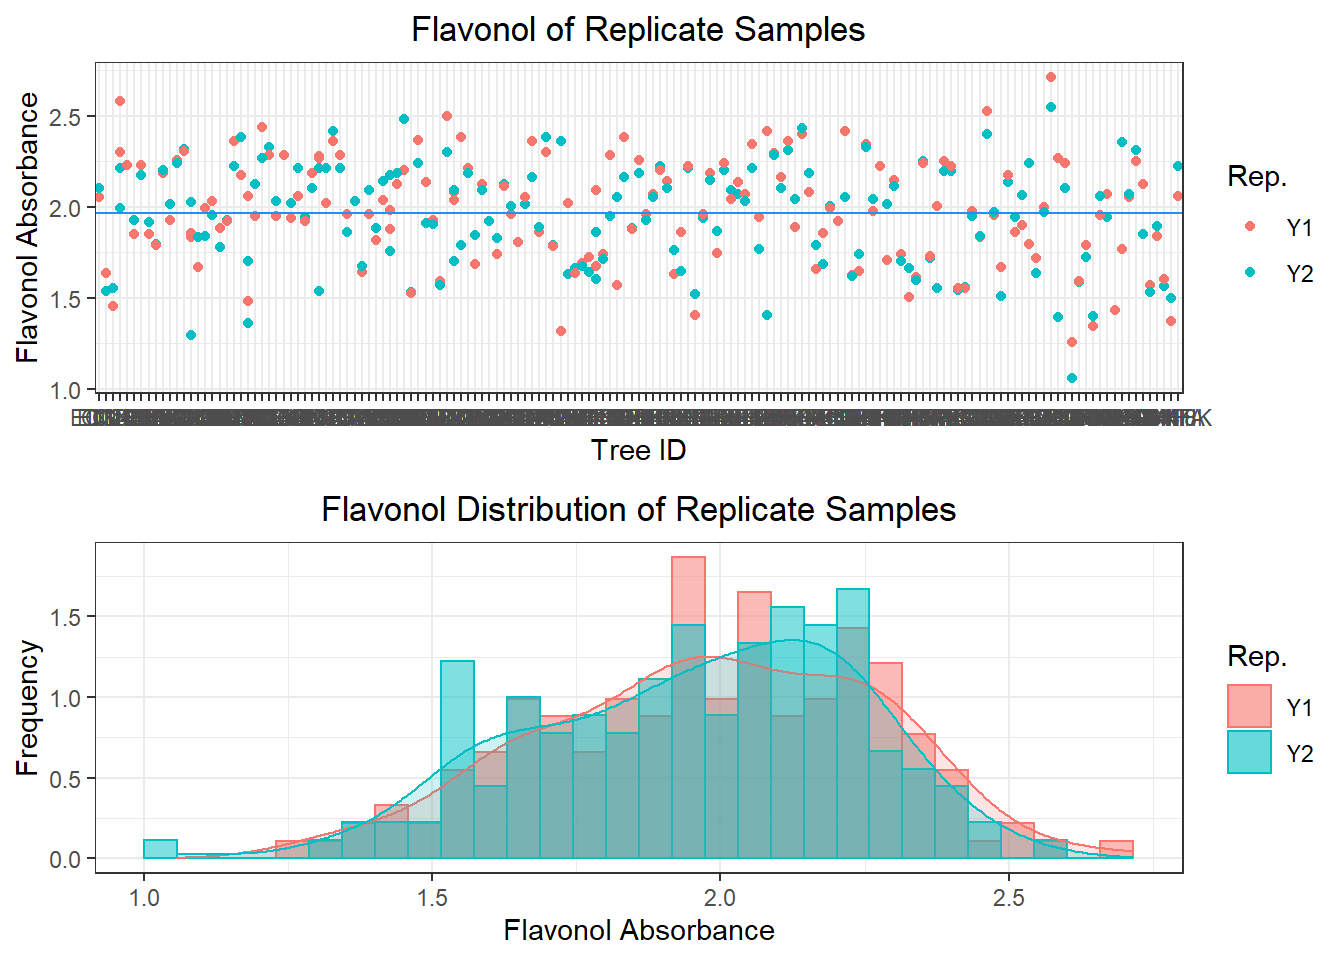 Flavonol of Replicate Samples
Flavonol Absorbance
2.5
2.0
1.5
1.0
Tree ID
Rep.
Y1
Y2
Flavonol Distribution of Replicate Samples
Frequency
1.5
1.0
0.5
0.0
1.0 1.5 2.0 2.5
Flavonol Absorbance
Rep.
Y1
Y2